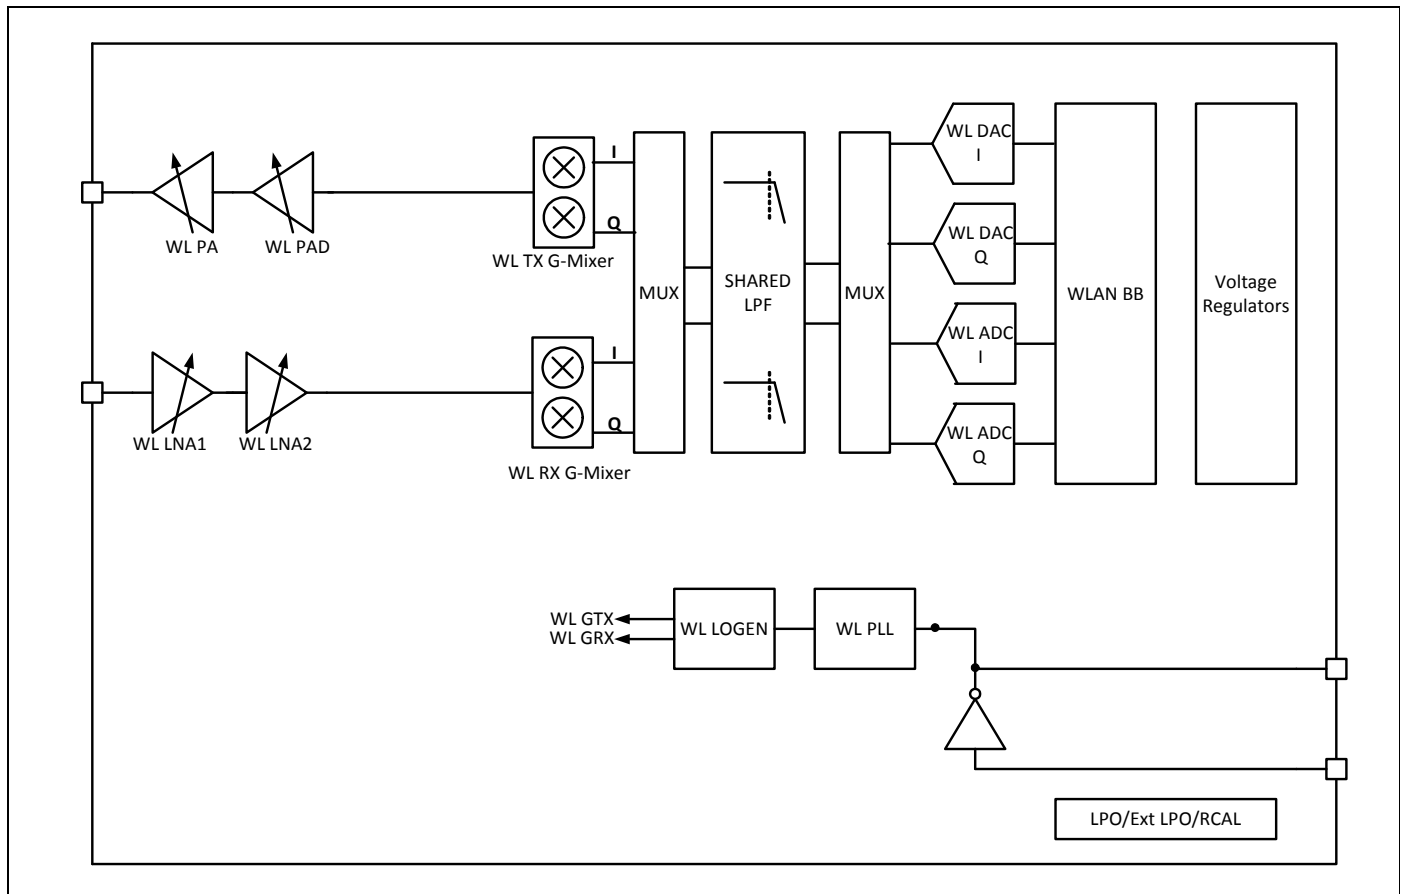 WL DAC
I
WL PA
WL PAD
I
Q
WL TX G-Mixer
MUX
SHARED
LPF
MUX
WL DAC
Q
WLAN BB
Voltage
Regulators
WL ADC
I
WL LNA1
WL LNA2
I
Q
WL RX G-Mixer
WL ADC
Q
WL GTX
WL GRX
WL LOGEN
WL PLL
LPO/Ext LPO/RCAL